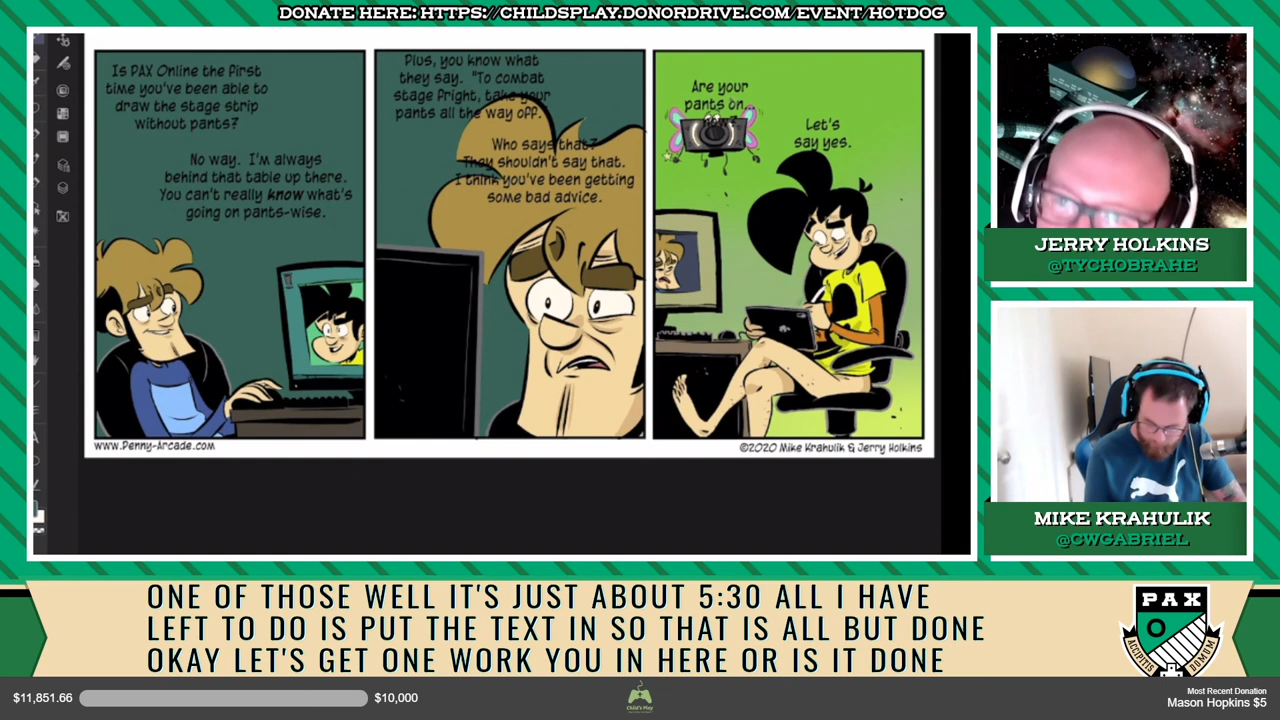 DONATE HERE: HTTPS://CHILDSPLAY.DONORDRIVE.COM/EVENT/HOTDOG
Is PAX Online the first
time you've been able to
draw the stage strip
without pants?
No way. I'm always
behind that table up there.
You can't really know what's
going on pants-wise.
Plus, you know what
they say. "To combat
stage fright, take your
pants all the way off.
Who says that?
They shouldn't say that.
I think you've been getting
some bad advice.
Are your
pants on...
now?
Let's
say yes.
www.Penny-Arcade.com
©2020 Mike Krahulik & Jerry Holkins
JERRY HOLKINS
@TYCHOBRAHE
MIKE KRAHULIK
@CWGABRIEL
ONE OF THOSE WELL IT'S JUST ABOUT 5:30 ALL I HAVE
LEFT TO DO IS PUT THE TEXT IN SO THAT IS ALL BUT DONE
OKAY LET'S GET ONE WORK YOU IN HERE OR IS IT DONE
PAX
O
ACCIPITIS DOMUM
$11,851.66
$10,000
Child's Play
Most Recent Donation
Mason Hopkins $5